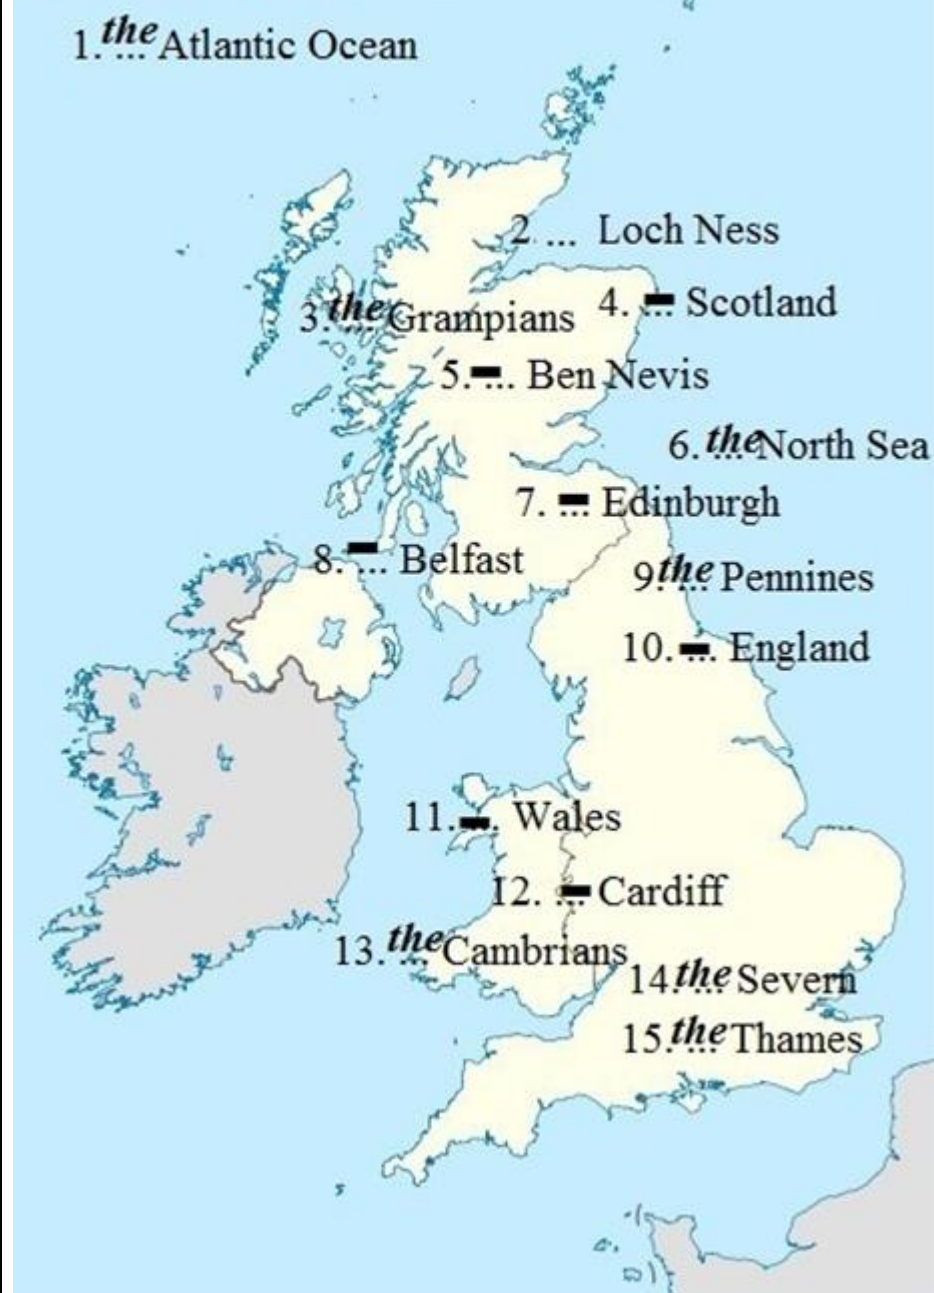 1. the ... Atlantic Ocean
2. ... Loch Ness
3. the ... Grampians
4. – ... Scotland
5. – ... Ben Nevis
6. the ... North Sea
7. – ... Edinburgh
8. – ... Belfast
9. the ... Pennines
10. – ... England
11. – ... Wales
12. – ... Cardiff
13. the ... Cambrians
14. the ... Severn
15. the ... Thames